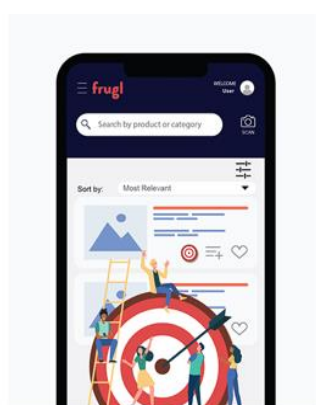 frugl
WELCOME
User
Search by product or category
SCAN
Sort by:
Most Relevant